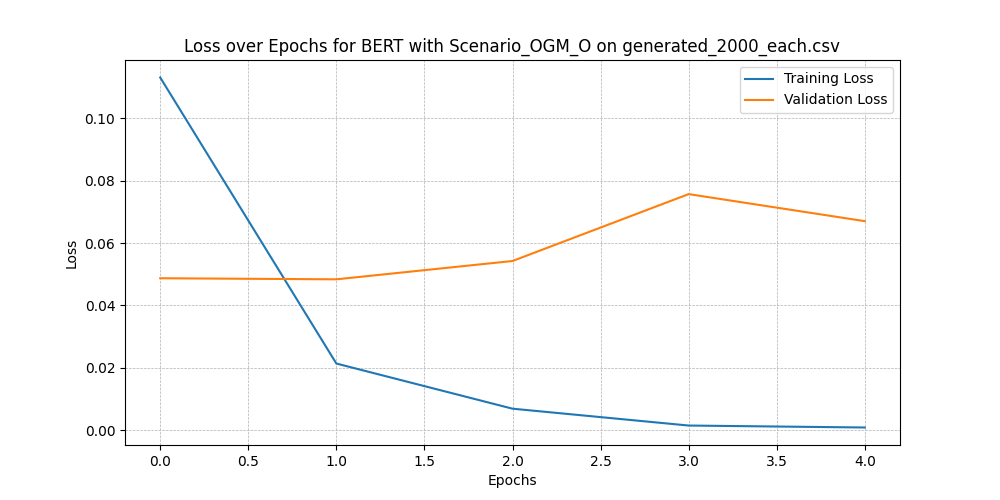 Loss over Epochs for BERT with Scenario_OGM_O on generated_2000_each.csv
Training Loss
Validation Loss
0.10
0.08
0.06
0.04
0.02
0.00
Loss
0.0 0.5 1.0 1.5 2.0 2.5 3.0 3.5 4.0
Epochs